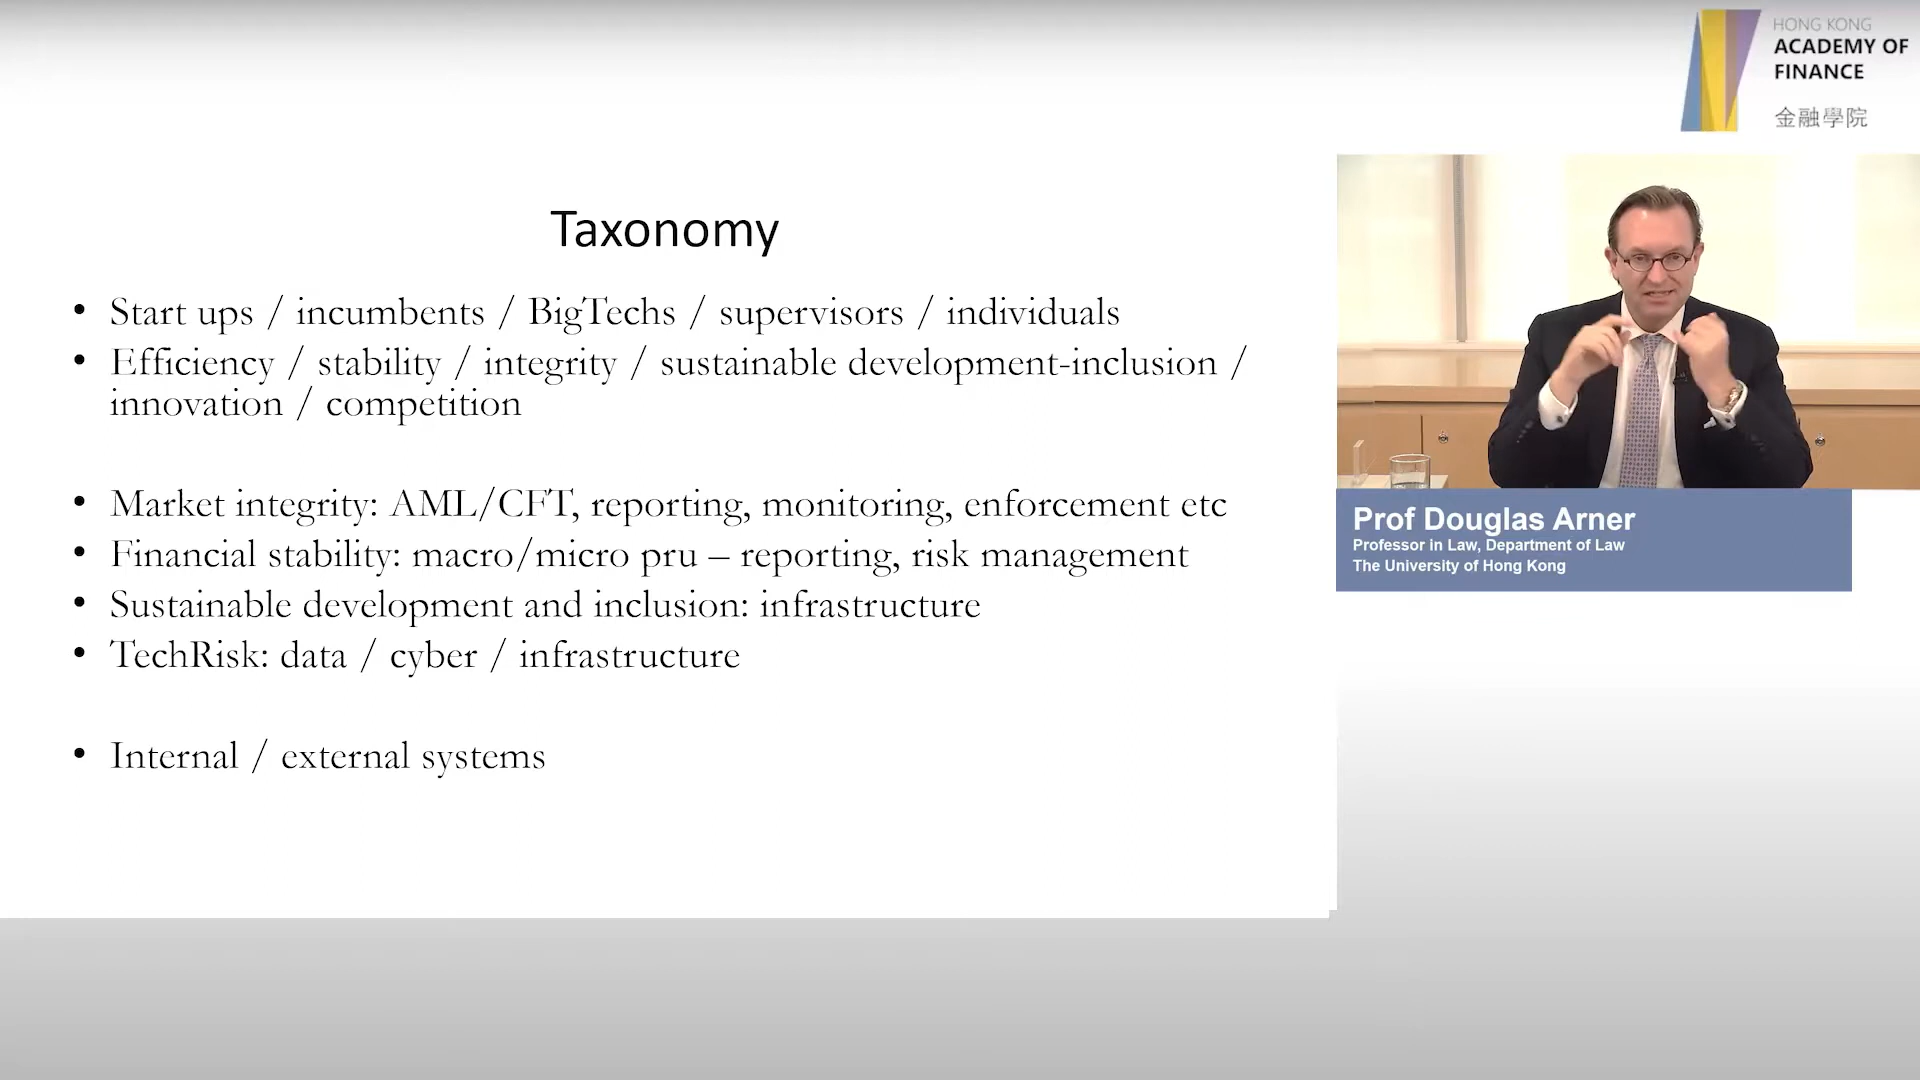 HONG KONG
ACADEMY OF
FINANCE
金融學院
Taxonomy
• Start ups / incumbents / BigTechs / supervisors / individuals
• Efficiency / stability / integrity / sustainable development-inclusion /
innovation / competition
• Market integrity: AML/CFT, reporting, monitoring, enforcement etc
• Financial stability: macro/micro pru – reporting, risk management
• Sustainable development and inclusion: infrastructure
• TechRisk: data / cyber / infrastructure
• Internal / external systems
Prof Douglas Arner
Professor in Law, Department of Law
The University of Hong Kong